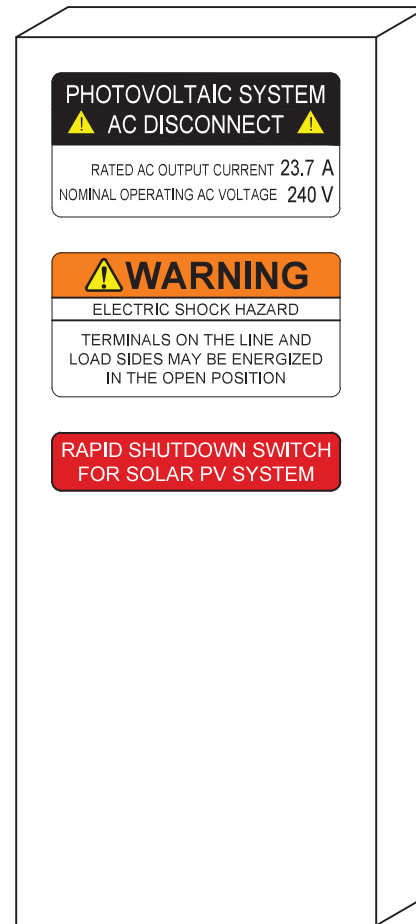 PHOTOVOLTAIC SYSTEM
AC DISCONNECT
RATED AC OUTPUT CURRENT 23.7 A
NOMINAL OPERATING AC VOLTAGE 240 V
WARNING
ELECTRIC SHOCK HAZARD
TERMINALS ON THE LINE AND
LOAD SIDES MAY BE ENERGIZED
IN THE OPEN POSITION
RAPID SHUTDOWN SWITCH
FOR SOLAR PV SYSTEM